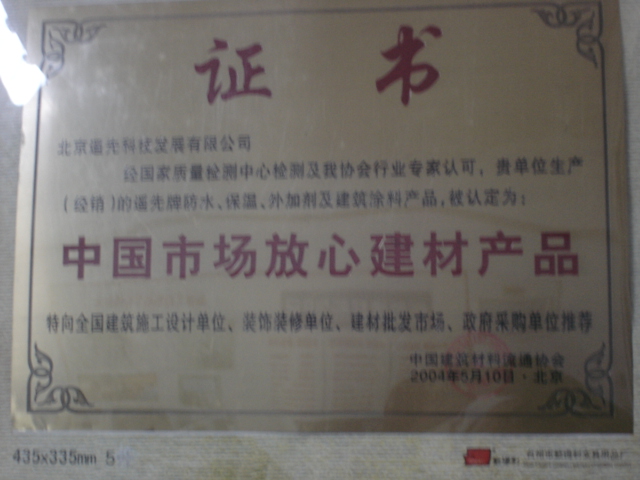 证书
北京遥先科技发展有限公司
经国家质量检测中心检测及我协会行业专家认可，贵单位生产
（经销）的遥先牌防水、保温、外加剂及建筑涂料产品，被认定为：
中国市场放心建材产品
特向全国建筑施工设计单位、装饰装修单位、建材批发市场、政府采购单位推荐
中国建筑材料流通协会
2004年5月10日·北京
435x335mm 5